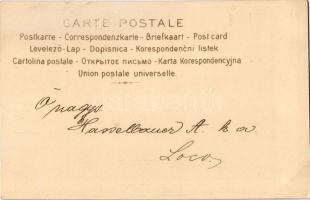 CARTE POSTALE
Postkarte - Correspondenzkarte - Briefkaart - Post card
Levelező-Lap - Dopisnica - Korespondenční lístek
Cartolina postale - Открытое письмо - Karta Korespondencyjna
Union postale universelle.
Önagys.
Hasselbauer A. k. a.
Loco.